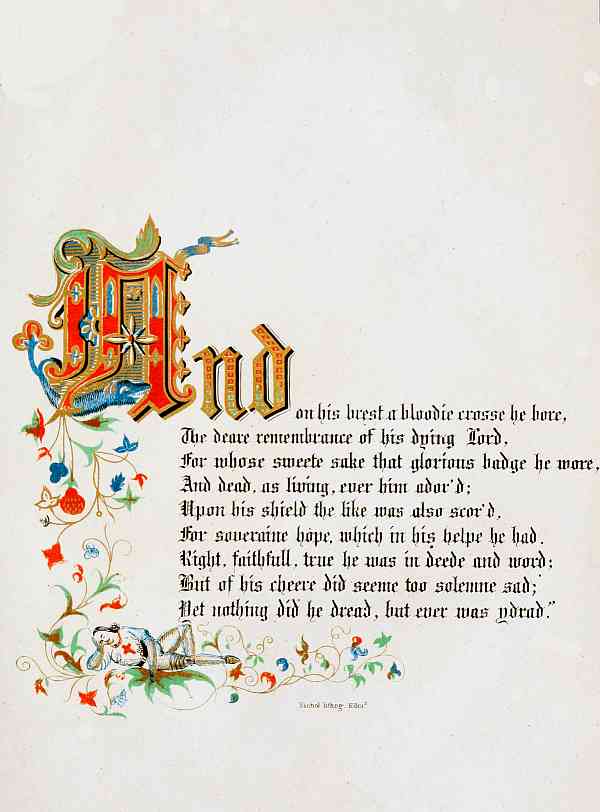 And on his brest a bloodie crosse he bore,
The deare remembrance of his dying Lord,
For whose sweete sake that glorious badge he wore,
And dead, as living, ever him ador'd;
Upon his shield the like was also scor'd,
For soveraine hope, which in his helpe he had.
Right, faithfull, true he was in deede and word;
But of his cheere did seeme too solemne sad;
Yet nothing did he dread, but ever was ydrad."